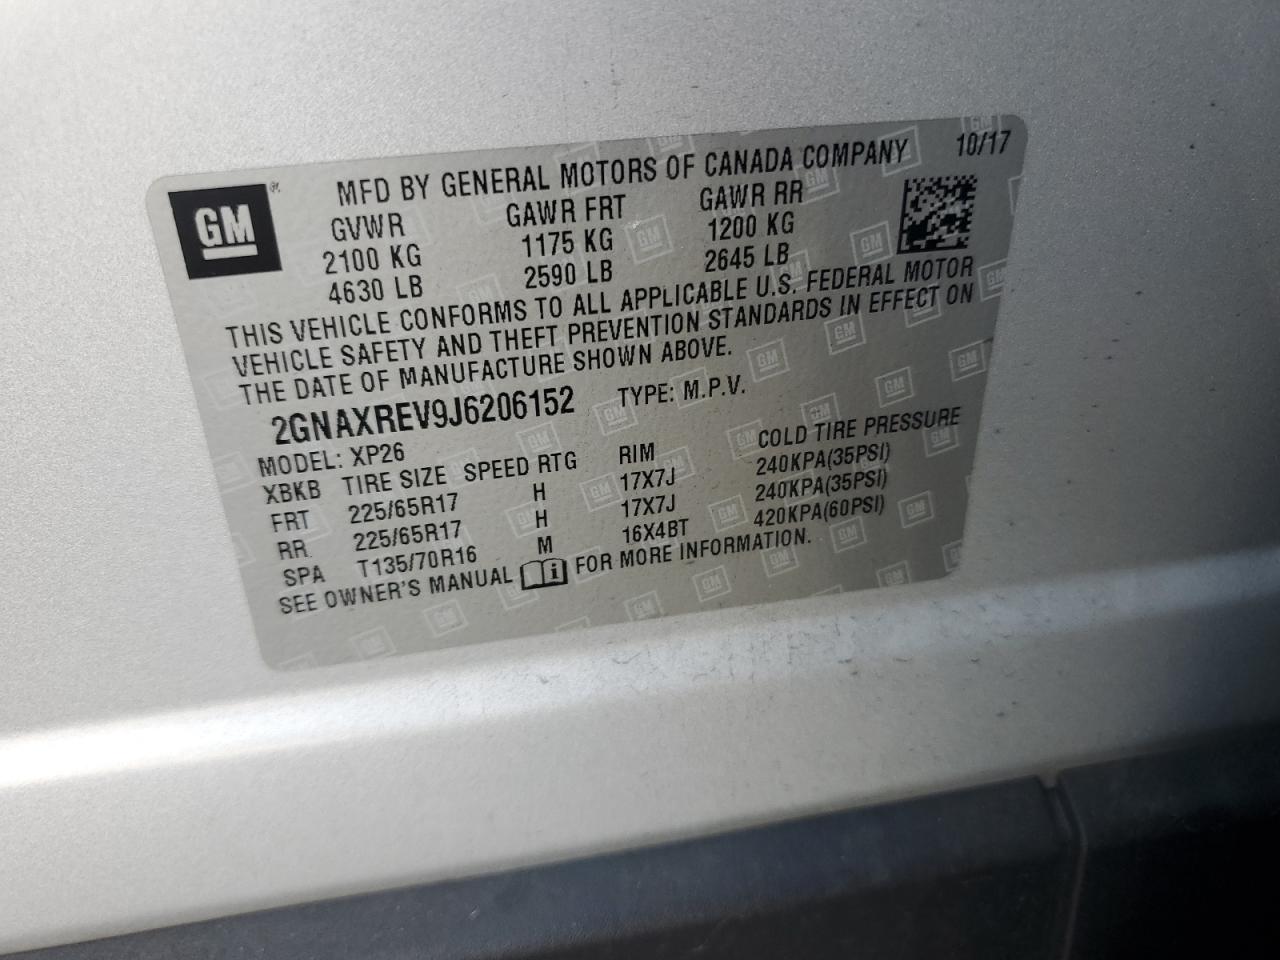 GM ®
MFD BY GENERAL MOTORS OF CANADA COMPANY 10/17
GVWR GAWR FRT GAWR RR
2100 KG 1175 KG 1200 KG
4630 LB 2590 LB 2645 LB
THIS VEHICLE CONFORMS TO ALL APPLICABLE U.S. FEDERAL MOTOR
VEHICLE SAFETY AND THEFT PREVENTION STANDARDS IN EFFECT ON
THE DATE OF MANUFACTURE SHOWN ABOVE.
2GNAXREV9J6206152 TYPE: M.P.V.
MODEL: XP26
XBKB TIRE SIZE SPEED RTG RIM COLD TIRE PRESSURE
FRT 225/65R17 H 17X7J 240KPA(35PSI)
RR 225/65R17 H 17X7J 240KPA(35PSI)
SPA T135/70R16 M 16X4BT 420KPA(60PSI)
SEE OWNER'S MANUAL i FOR MORE INFORMATION.